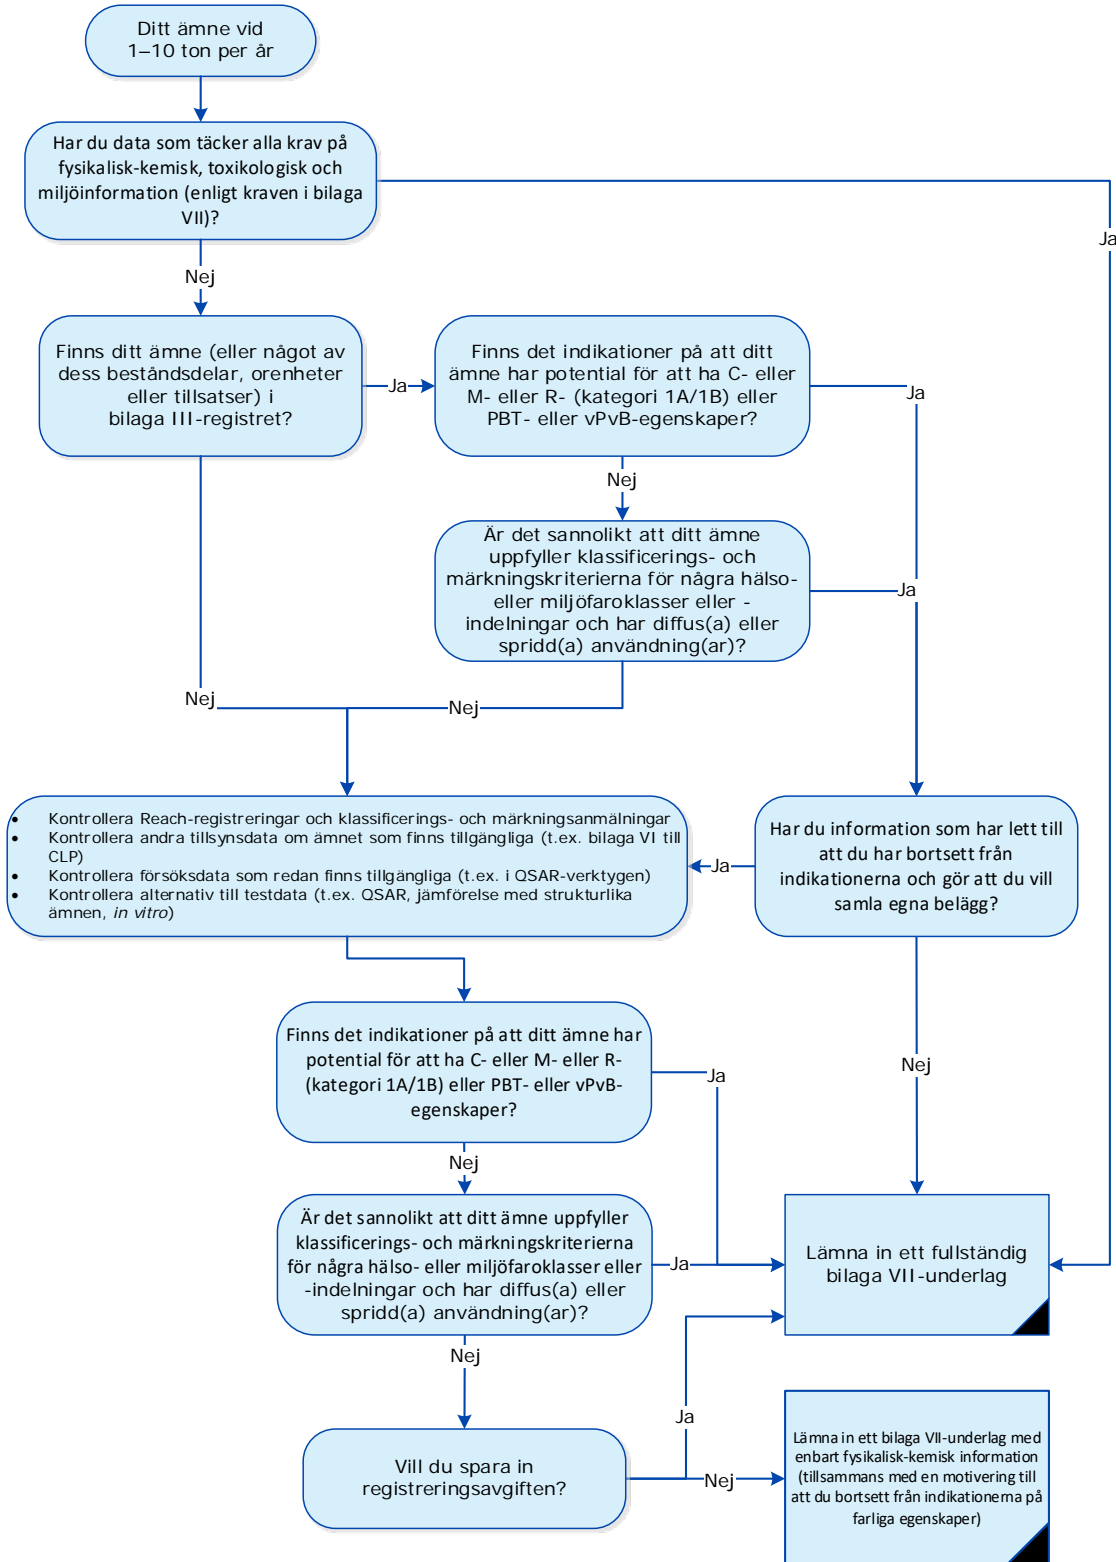 Ditt ämne vid
1–10 ton per år
Har du data som täcker alla krav på
fysikalisk-kemisk, toxikologisk och
miljöinformation (enligt kraven i bilaga
VII)?
Ja
Nej
Finns ditt ämne (eller något av
dess beståndsdelar, orenheter
eller tillsatser) i
bilaga III-registret?
Ja
Finns det indikationer på att ditt
ämne har potential för att ha C- eller
M- eller R- (kategori 1A/1B) eller
PBT- eller vPvB-egenskaper?
Ja
Nej
Är det sannolikt att ditt ämne
uppfyller klassificerings- och
märkningskriterierna för några hälso-
eller miljöfaroklasser eller -
indelningar och har diffus(a) eller
spridd(a) användning(ar)?
Ja
Nej
Nej
• Kontrollera Reach-registreringar och klassificerings- och märkningsanmälningar
• Kontrollera andra tillsynsdata om ämnet som finns tillgängliga (t.ex. bilaga VI till
CLP)
• Kontrollera försöksdata som redan finns tillgängliga (t.ex. i QSAR-verktygen)
• Kontrollera alternativ till testdata (t.ex. QSAR, jämförelse med strukturlika
ämnen, in vitro)
Ja
Har du information som har lett till
att du har bortsett från
indikationerna och gör att du vill
samla egna belägg?
Nej
Finns det indikationer på att ditt ämne har
potential för att ha C- eller M- eller R-
(kategori 1A/1B) eller PBT- eller vPvB-
egenskaper?
Ja
Nej
Är det sannolikt att ditt ämne uppfyller
klassificerings- och märkningskriterierna
för några hälso- eller miljöfaroklasser eller
-indelningar och har diffus(a) eller
spridd(a) användning(ar)?
Ja
Lämna in ett fullständig
bilaga VII-underlag
Nej
Vill du spara in
registreringsavgiften?
Ja
Nej
Lämna in ett bilaga VII-underlag med
enbart fysikalisk-kemisk information
(tillsammans med en motivering till
att du bortsett från indikationerna på
farliga egenskaper)